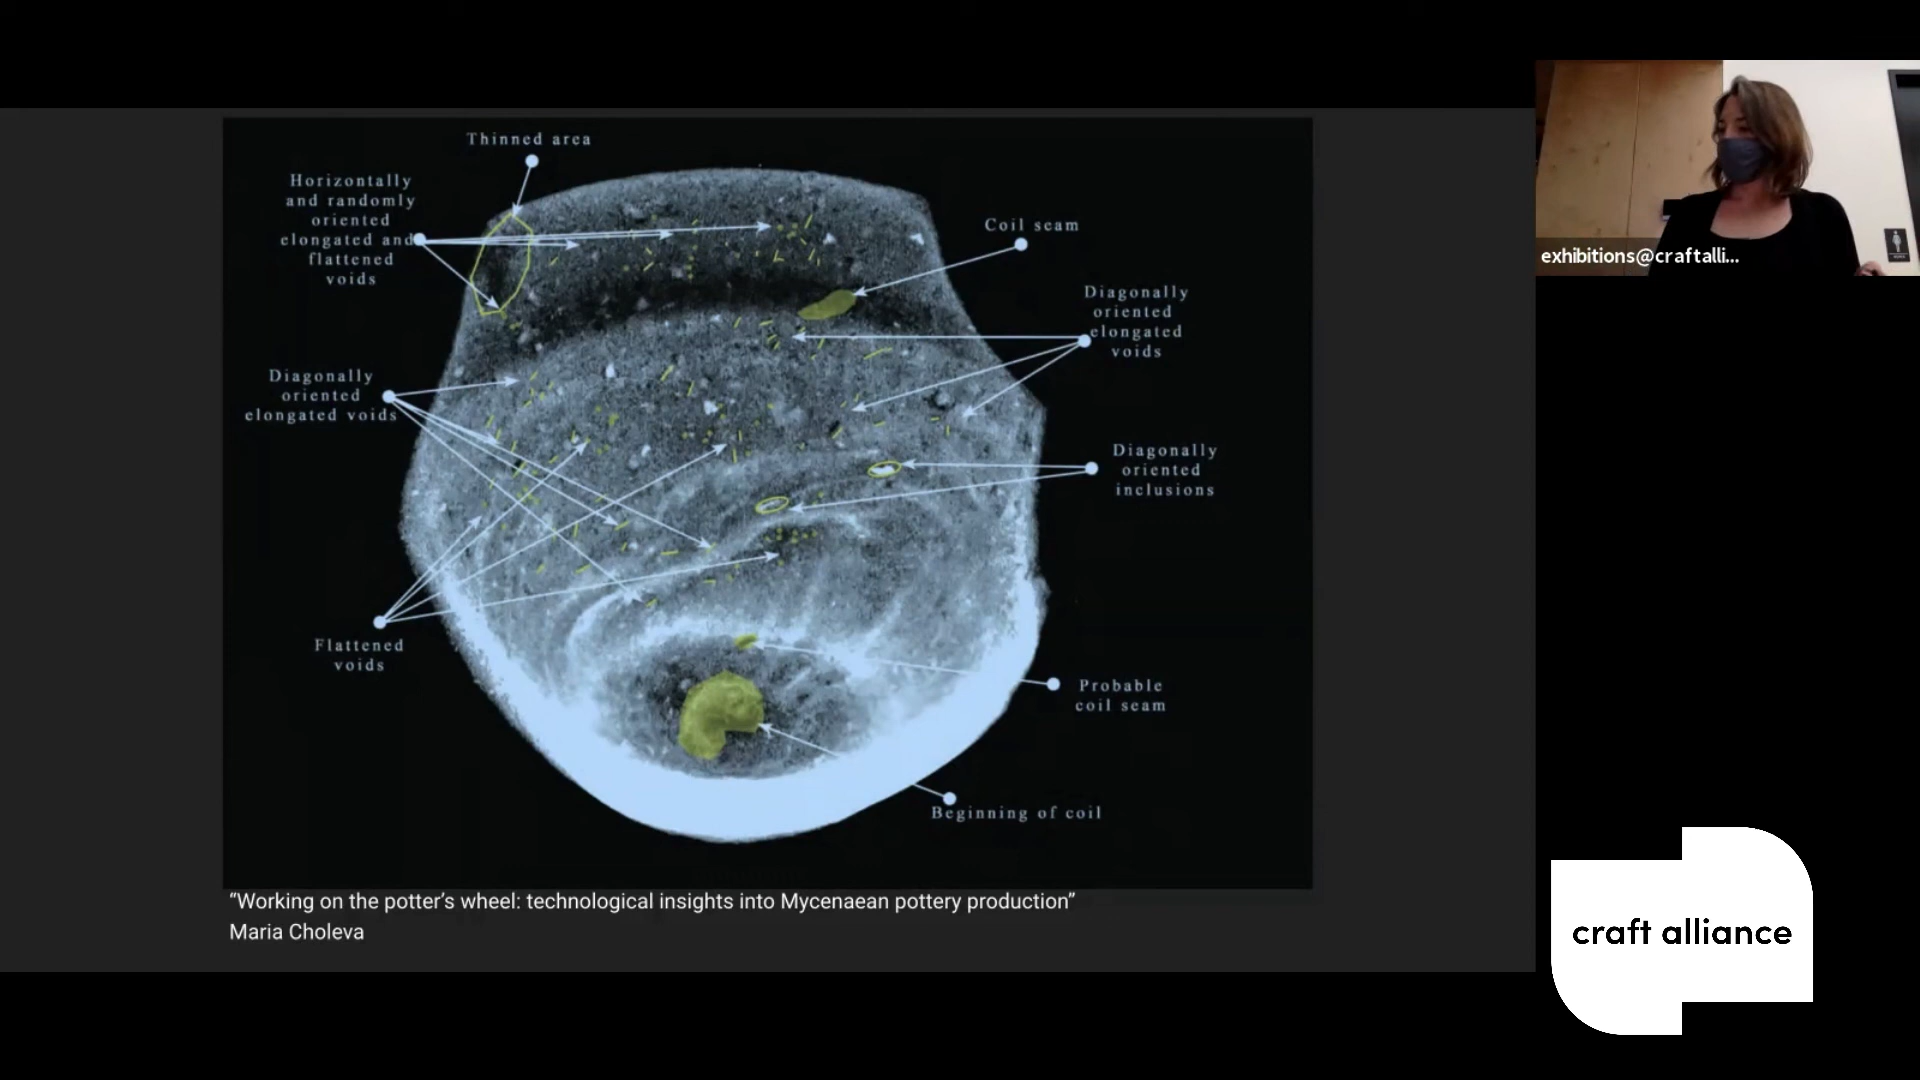 Thinned area
Horizontally
and randomly
oriented
elongated and
flattened
voids
Coil seam
Diagonally
oriented
elongated
voids
Diagonally
oriented
elongated voids
Diagonally
oriented
inclusions
Flattened
voids
Probable
coil seam
Beginning of coil
“Working on the potter’s wheel: technological insights into Mycenaean pottery production”
Maria Choleva
exhibitions@craftalli...
craft alliance